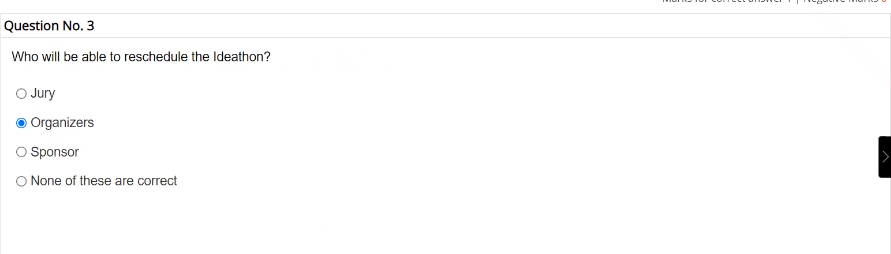 Question No. 3
Who will be able to reschedule the Ideathon?
Jury
Organizers
Sponsor
None of these are correct